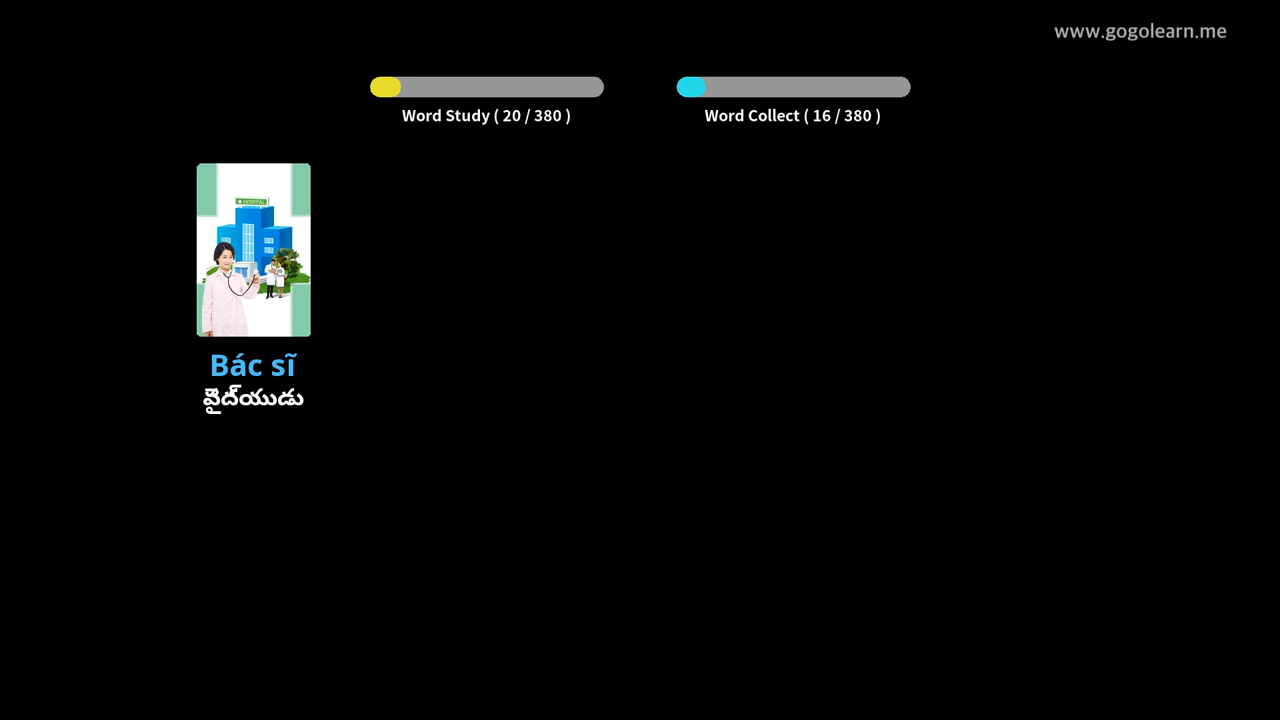 www.gogolearn.me
Word Study ( 20 / 380 )
Word Collect ( 16 / 380 )
HOSPITAL
Bác sĩ
వైద్యుడు